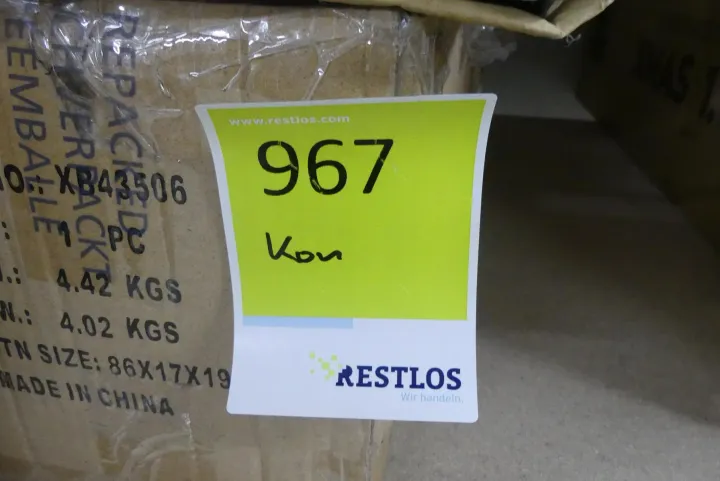 REPACKED
EMBALLE
www.restlos.com
967
Kon
XB43506
1 PC
4.42 KGS
4.02 KGS
TN SIZE: 86X17X19
MADE IN CHINA
RESTLOS
Wir handeln.